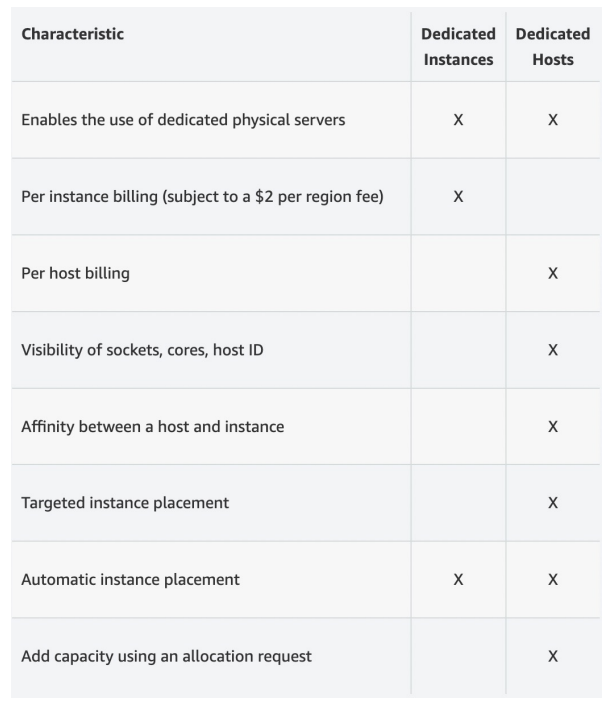 Characteristic Dedicated Dedicated
Instances Hosts
Enables the use of dedicated physical servers X X
Per instance billing (subject to a $2 per region fee) X
Per host billing X
Visibility of sockets, cores, host ID X
Affinity between a host and instance X
Targeted instance placement X
Automatic instance placement X X
Add capacity using an allocation request X